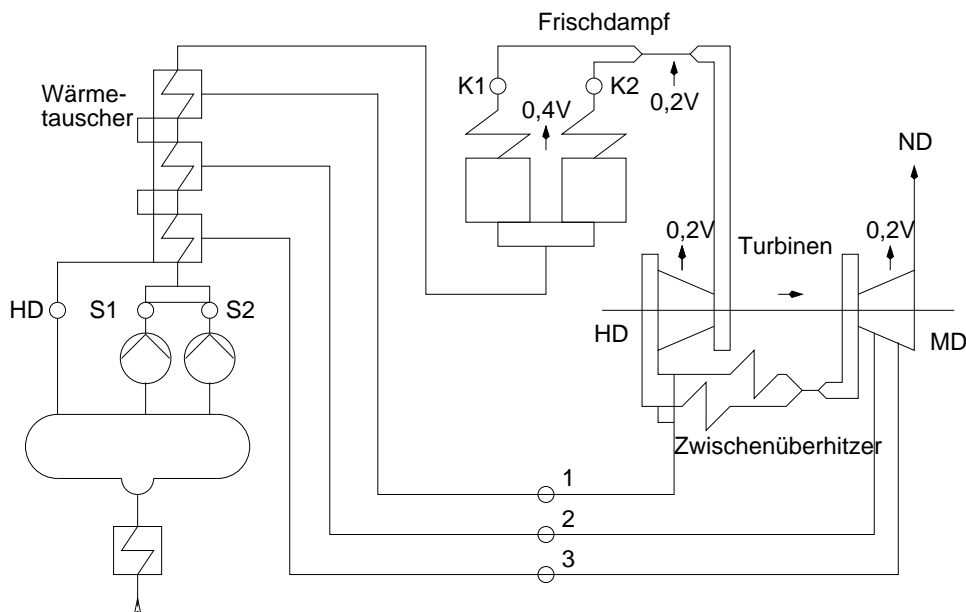 Frischdampf
K1
K2
0,4V
0,2V
Wärme-
tauscher
ND
0,2V
Turbinen
0,2V
HD
S1
S2
HD
MD
Zwischenüberhitzer
1
2
3